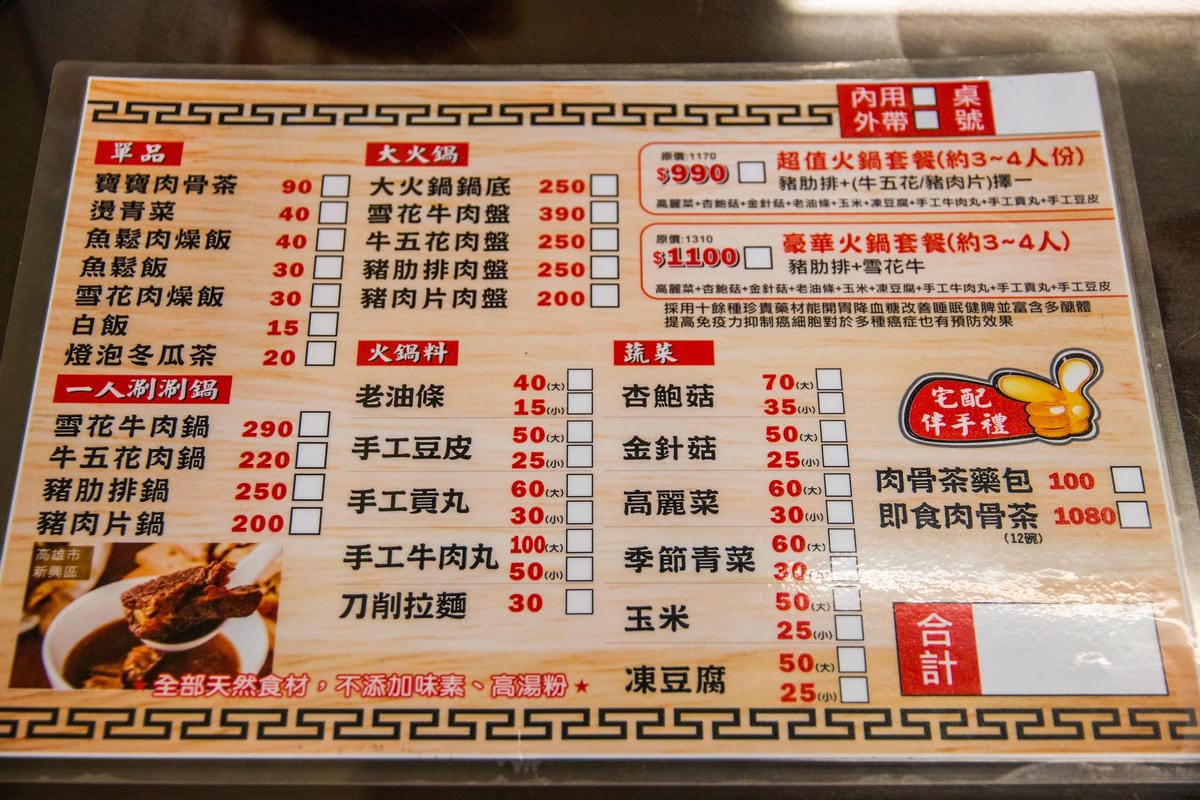 內用 □ 桌
外帶 □ 號
單品
寶寶肉骨茶 90 □
燙青菜 40 □
魚鬆肉燥飯 40 □
魚鬆飯 30 □
雪花肉燥飯 30 □
白飯 15 □
燈泡冬瓜茶 20 □
一人涮涮鍋
雪花牛肉鍋 290 □
牛五花肉鍋 220 □
豬肋排鍋 250 □
豬肉片鍋 200 □
高雄市
新興區
大火鍋
大火鍋鍋底 250 □
雪花牛肉盤 390 □
牛五花肉盤 250 □
豬肋排肉盤 250 □
豬肉片肉盤 200 □
火鍋料
老油條 40(大) □
15(小) □
手工豆皮 50(大) □
25(小) □
手工貢丸 60(大) □
30(小) □
手工牛肉丸 100(大) □
50(小) □
刀削拉麵 30 □
蔬菜
杏鮑菇 70(大) □
35(小) □
金針菇 50(大) □
25(小) □
高麗菜 60(大) □
30(小) □
季節青菜 60(大) □
30(小) □
玉米 50(大) □
25(小) □
凍豆腐 50(大) □
25(小) □
原價:1170
$990 □ 超值火鍋套餐(約3~4人份)
豬肋排+(牛五花/豬肉片)擇一
高麗菜+杏鮑菇+金針菇+老油條+玉米+凍豆腐+手工牛肉丸+手工貢丸+手工豆皮
原價:1310
$1100 □ 豪華火鍋套餐(約3~4人)
豬肋排+雪花牛
高麗菜+杏鮑菇+金針菇+老油條+玉米+凍豆腐+手工牛肉丸+手工貢丸+手工豆皮
採用十餘種珍貴藥材能開胃降血糖改善睡眠健脾並富含多醣體
提高免疫力抑制癌細胞對於多種癌症也有預防效果
宅配
伴手禮
肉骨茶藥包 100 □
即食肉骨茶 1080 □
(12碗)
合計
★全部天然食材，不添加味素、高湯粉★